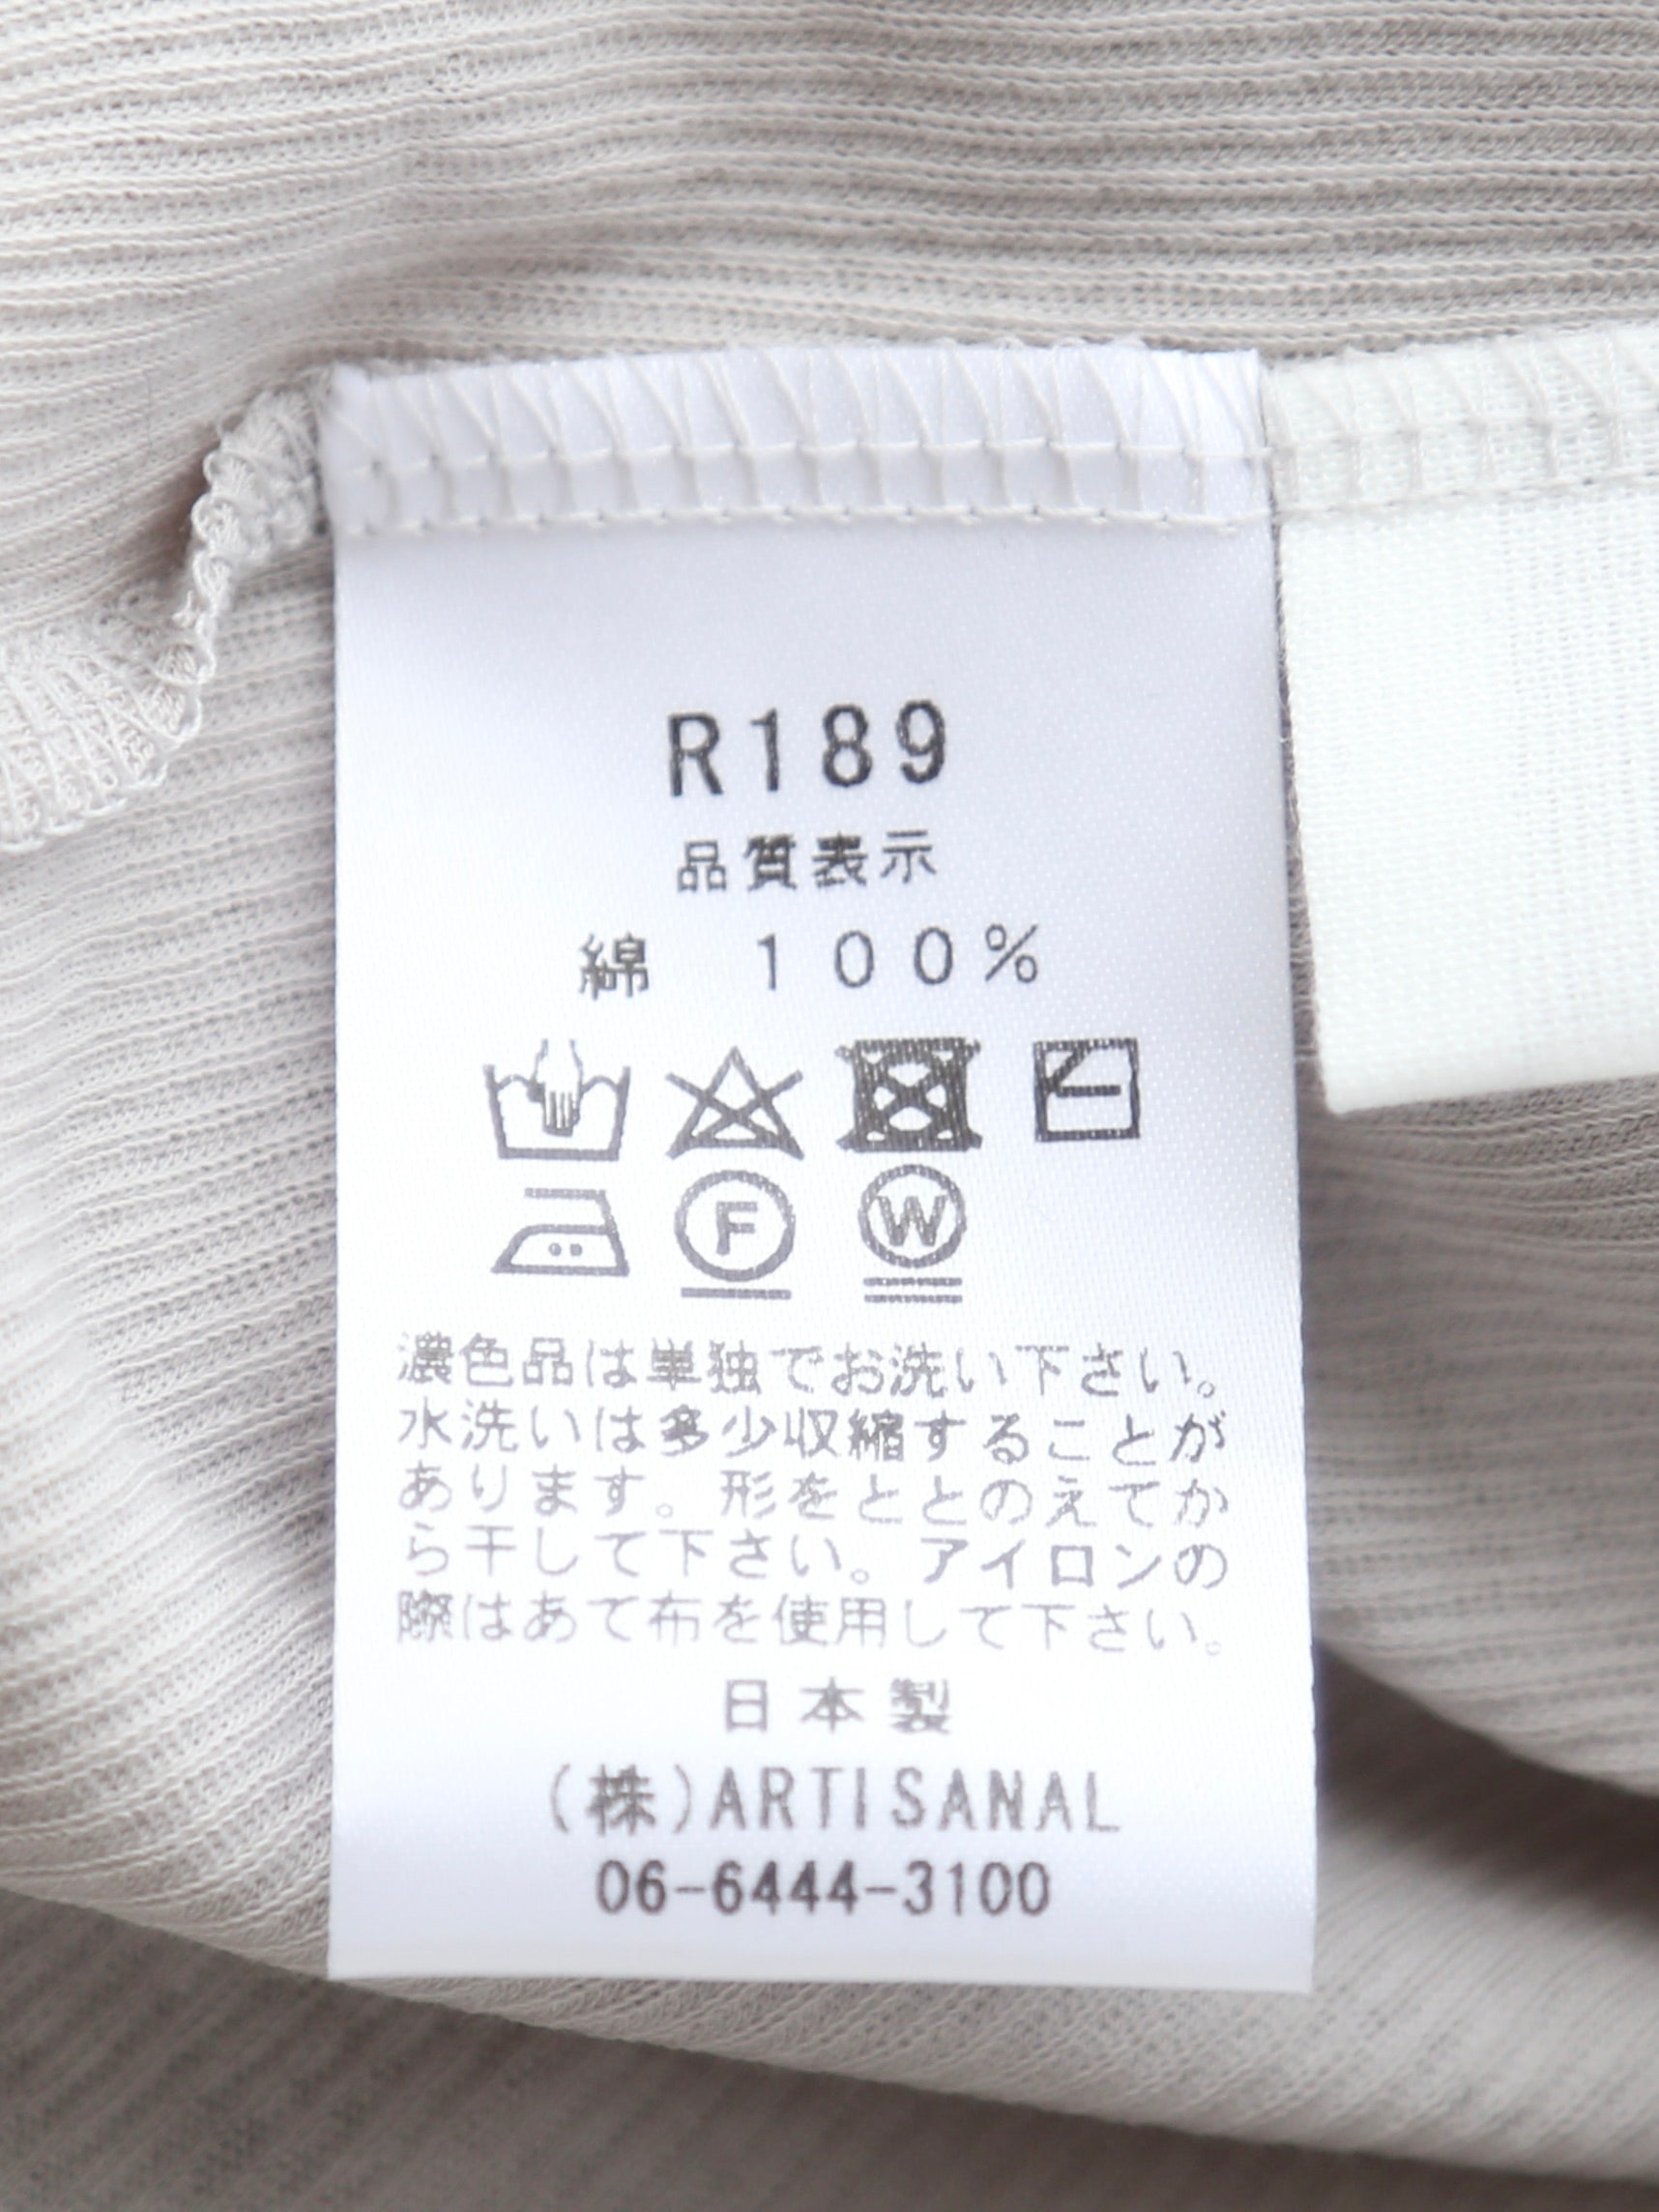 R189
品質表示
綿 100%
F W
濃色品は単独でお洗い下さい。
水洗いは多少収縮することが
あります。形をととのえてか
ら干して下さい。アイロンの
際はあて布を使用して下さい。
日本製
(株)ARTISANAL
06-6444-3100